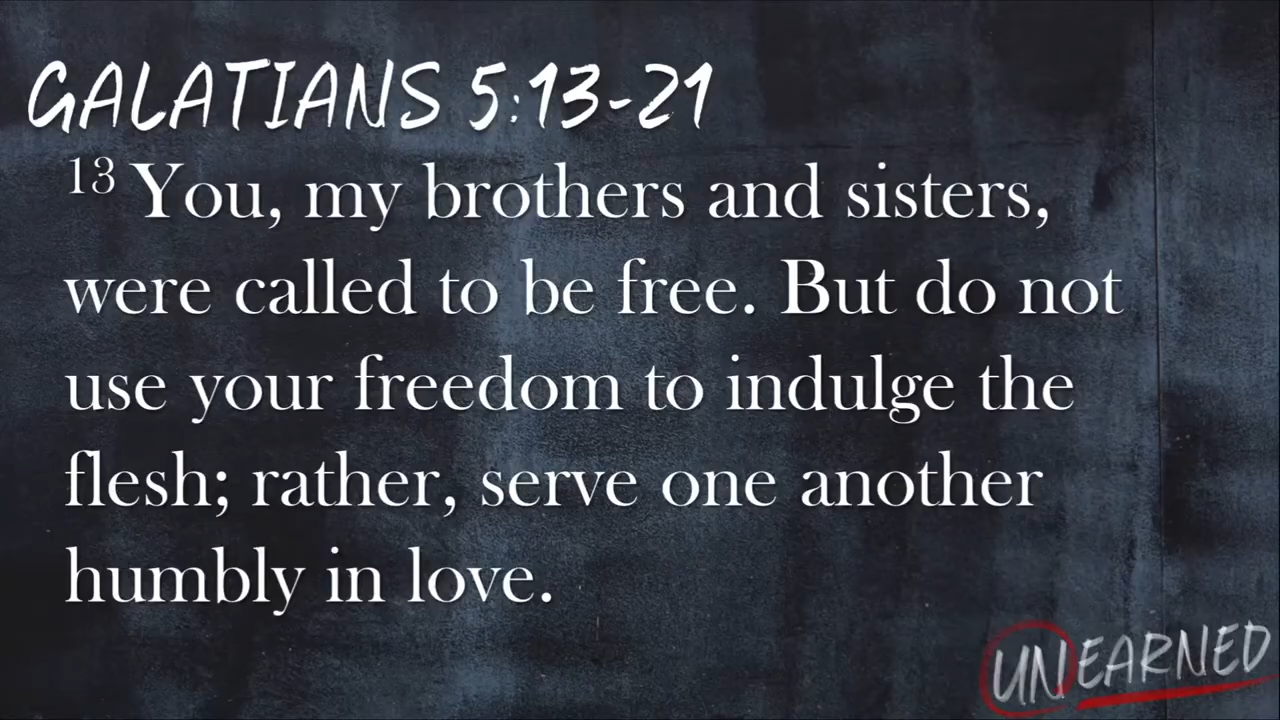 GALATIANS 5:13-21
13 You, my brothers and sisters,
were called to be free. But do not
use your freedom to indulge the
flesh; rather, serve one another
humbly in love.
UNEARNED